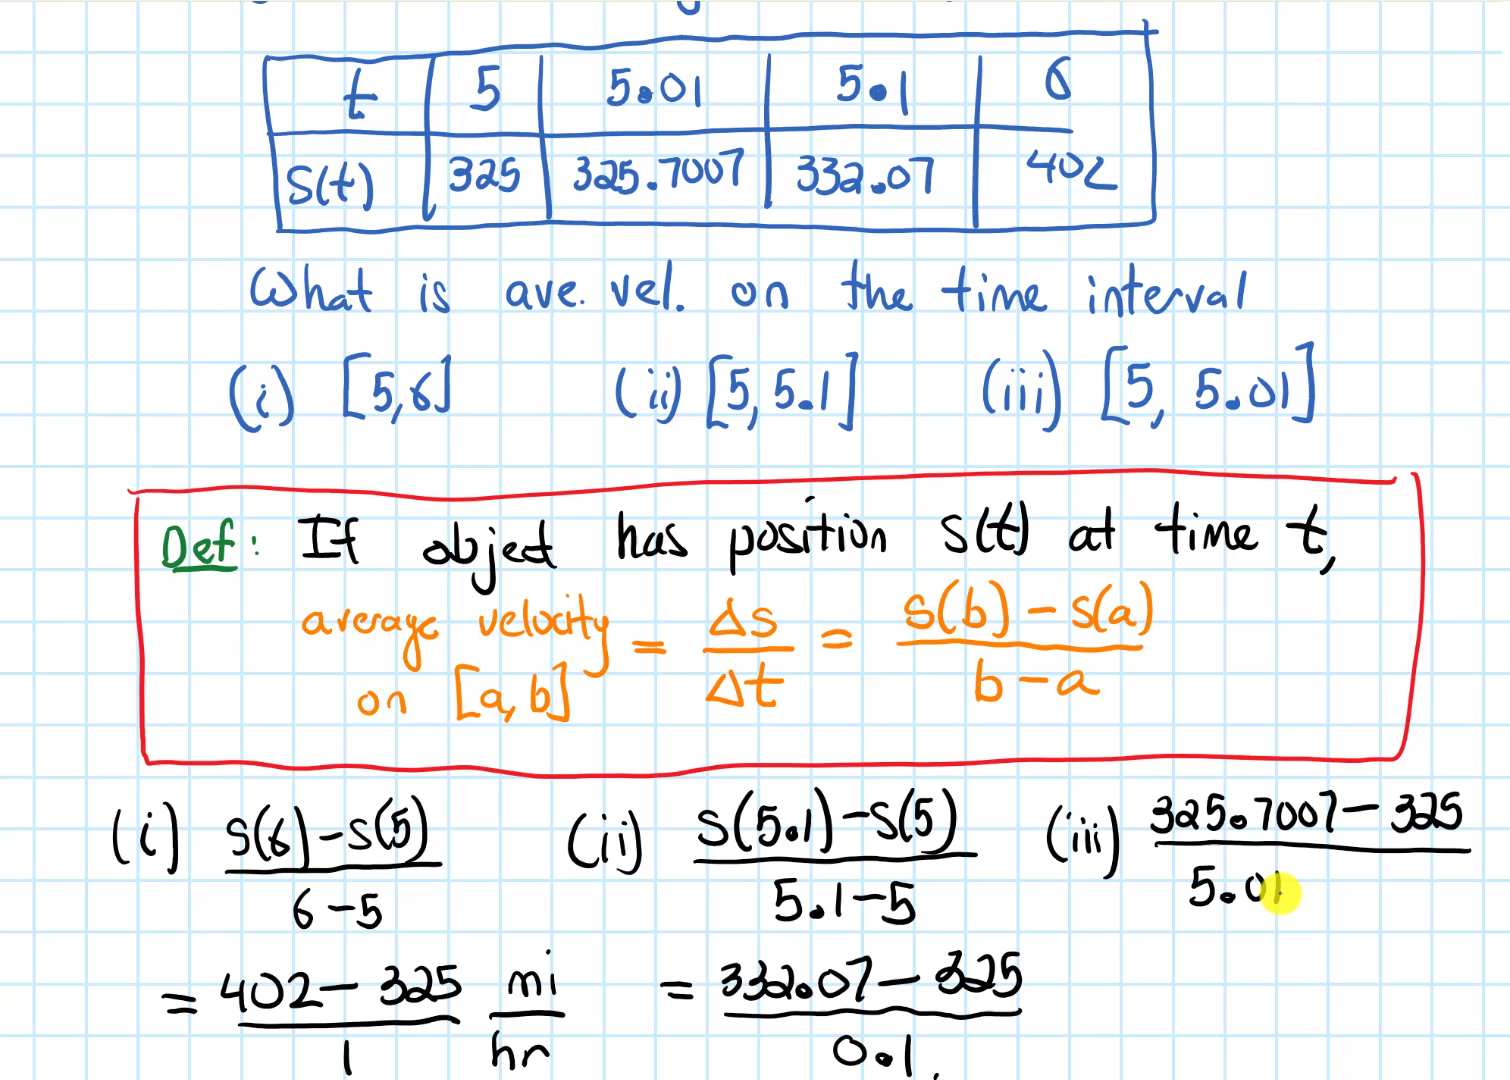 t 5 5.01 5.1 6
S(t) 325 325.7007 332.07 402
What is ave. vel. on the time interval
(i) [5,6] (ii) [5, 5.1] (iii) [5, 5.01]
Def: If object has position s(t) at time t,
average velocity on [a,b] = Δs/Δt = s(b) - s(a)/b - a
(i) s(6)-s(5)/6-5 (ii) s(5.1)-s(5)/5.1-5 (iii) 325.7007-325/5.01
= 402-325/1 mi/hr = 332.07-325/0.1